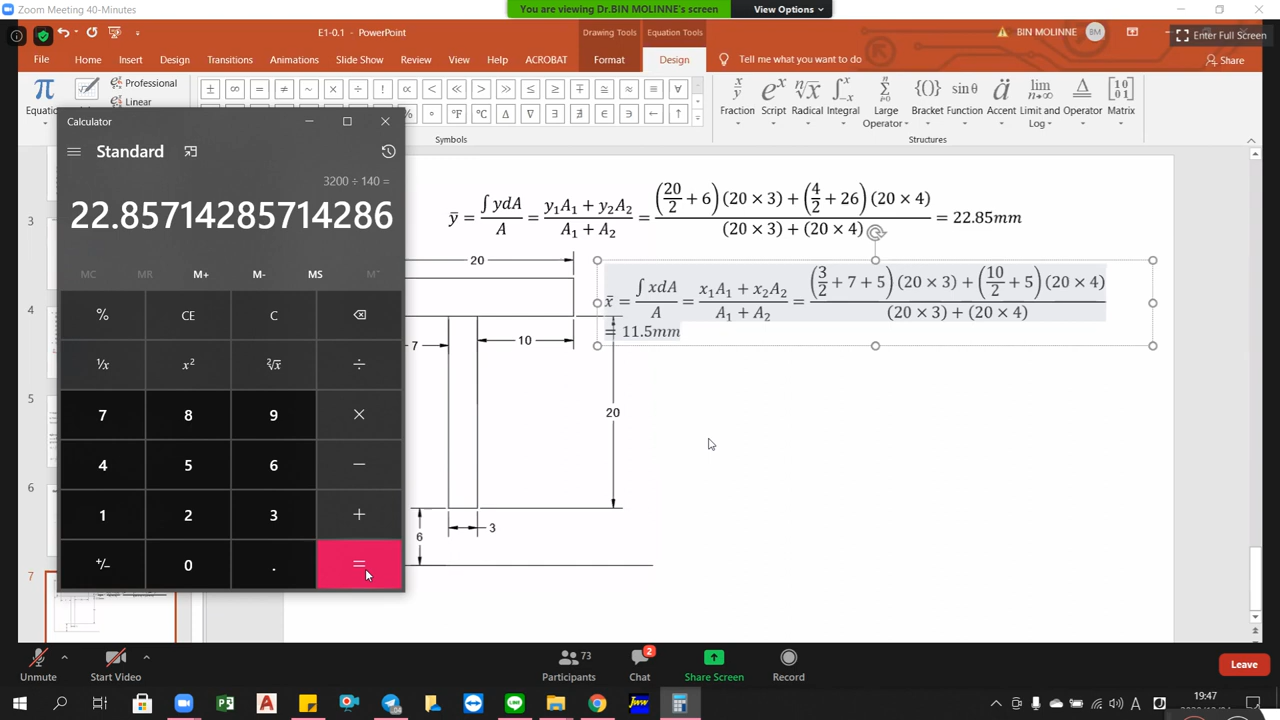 Zoom Meeting 40-Minutes
You are viewing Dr.BIN MOLINNE's screen
View Options
E1-0.1 - PowerPoint
Drawing Tools
Equation Tools
BIN MOLINNE
BM
Enter Full Screen
File Home Insert Design Transitions Animations Slide Show Review View Help ACROBAT Format Design
Tell me what you want to do
Share
π
Professional
Linear
± ∞ = ≠ ~ × ÷ ! ∝ < ≪ > ≫ ≤ ≥ ∓ ≅ ≈ ≡ ∀
% ° °F °C ∆ ∇ ∃ ∄ ∈ ∋ ← ↑
Symbols
Fraction Script Radical Integral Large Operator Bracket Function Accent Limit and Log Operator Matrix
Structures
Calculator
Standard
3200 ÷ 140 =
22.85714285714286
MC MR M+ M- MS M˅
% CE C
¹/x x² ²√x ÷
7 8 9 ×
4 5 6 −
1 2 3 +
+/− 0 . =
3
4
5
6
7
ȳ = ∫ydA / A = (y₁A₁ + y₂A₂) / (A₁ + A₂) = ((20/2 + 6)(20 × 3) + (4/2 + 26)(20 × 4)) / ((20 × 3) + (20 × 4)) = 22.85mm
x̄ = ∫xdA / A = (x₁A₁ + x₂A₂) / (A₁ + A₂) = ((3/2 + 7 + 5)(20 × 3) + (10/2 + 5)(20 × 4)) / ((20 × 3) + (20 × 4))
= 11.5mm
20
7
10
20
3
6
Unmute
Start Video
73
Participants
2
Chat
Share Screen
Record
Leave
A
19:47